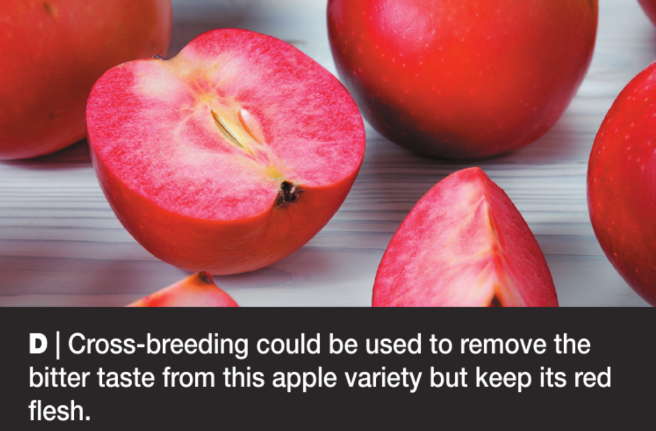 D | Cross-breeding could be used to remove the
bitter taste from this apple variety but keep its red
flesh.